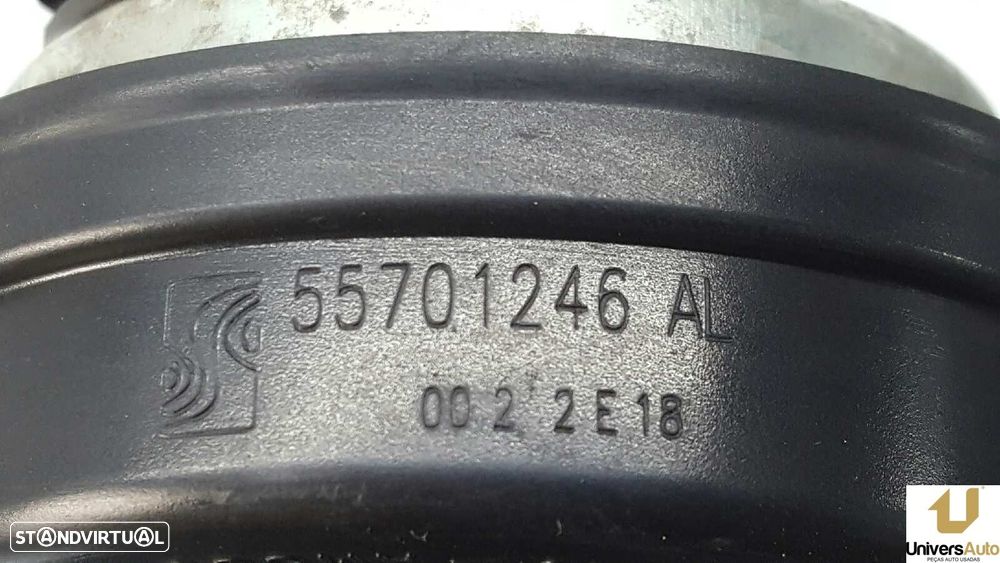 55701246 AL
00 2 2 E 18
STANDVIRTUAL
UniversAuto
PEÇAS AUTO USADAS